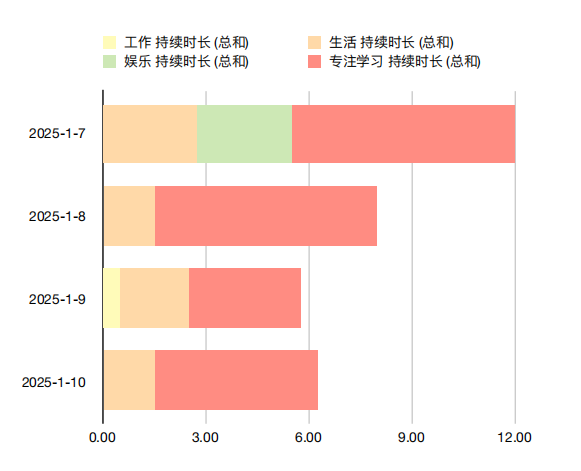 工作 持续时长 (总和) 生活 持续时长 (总和)
娱乐 持续时长 (总和) 专注学习 持续时长 (总和)
2025-1-7
2025-1-8
2025-1-9
2025-1-10
0.00 3.00 6.00 9.00 12.00